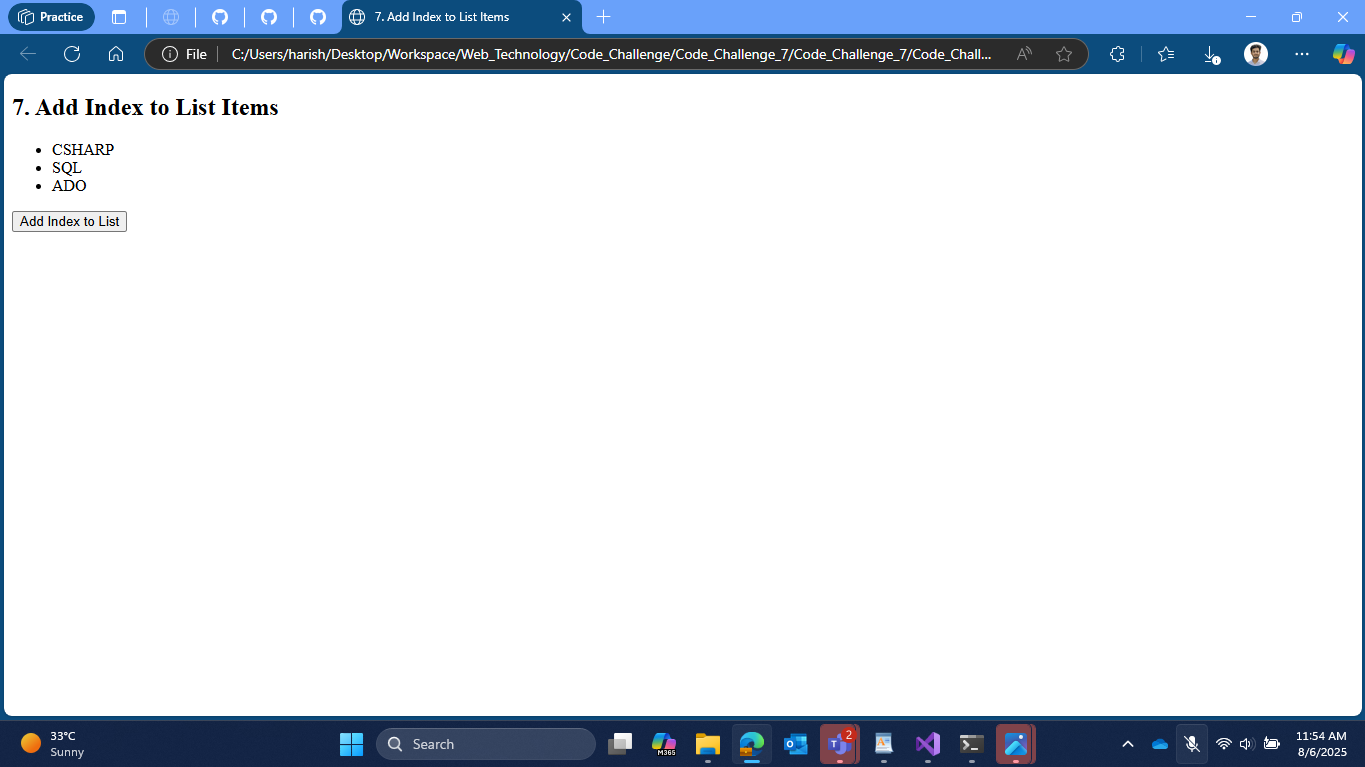 Practice
7. Add Index to List Items
File
C:/Users/harish/Desktop/Workspace/Web_Technology/Code_Challenge/Code_Challenge_7/Code_Challenge_7/Code_Chall...
7. Add Index to List Items
CSHARP
SQL
ADO
Add Index to List
33°C
Sunny
Search
M365
2
11:54 AM
8/6/2025